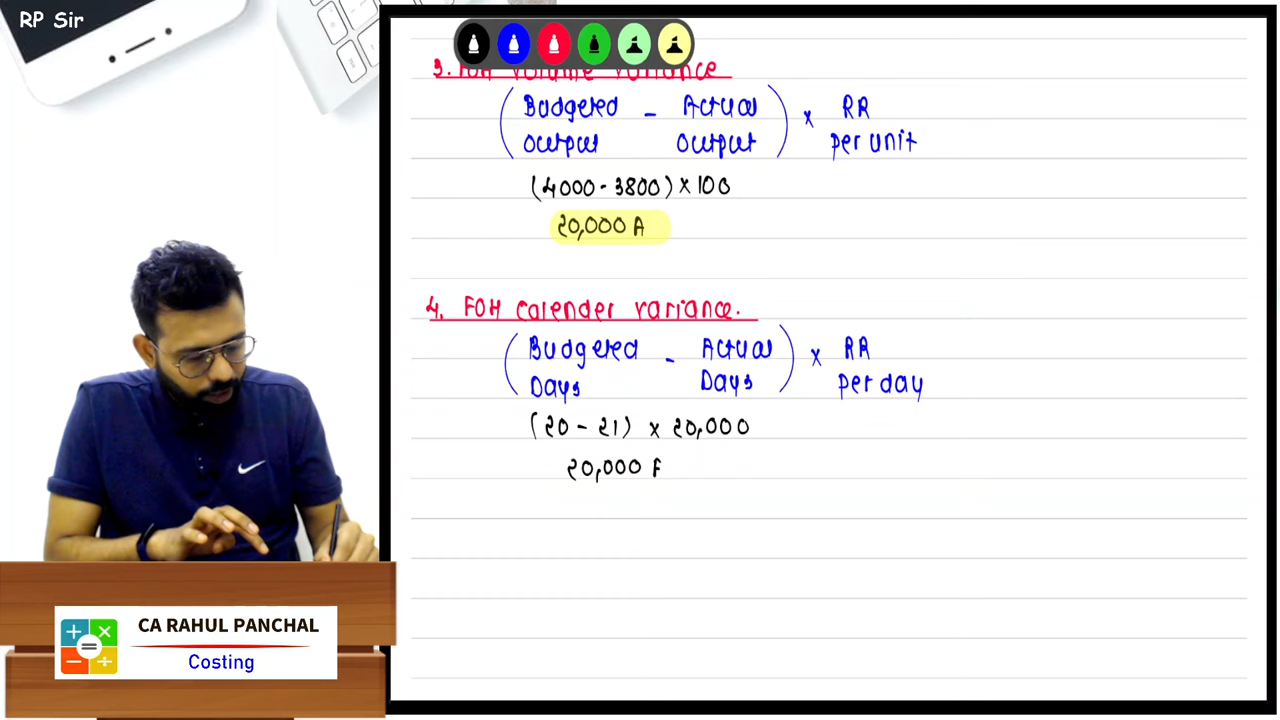 RP Sir
3. FOH Volume Variance
(Budgeted Output - Actual Output) × RR per unit
(4000 - 3800) × 100
20,000 A
4. FOH Calender Variance.
(Budgeted Days - Actual Days) × RR per day
(20 - 21) × 20,000
20,000 F
CA RAHUL PANCHAL
Costing